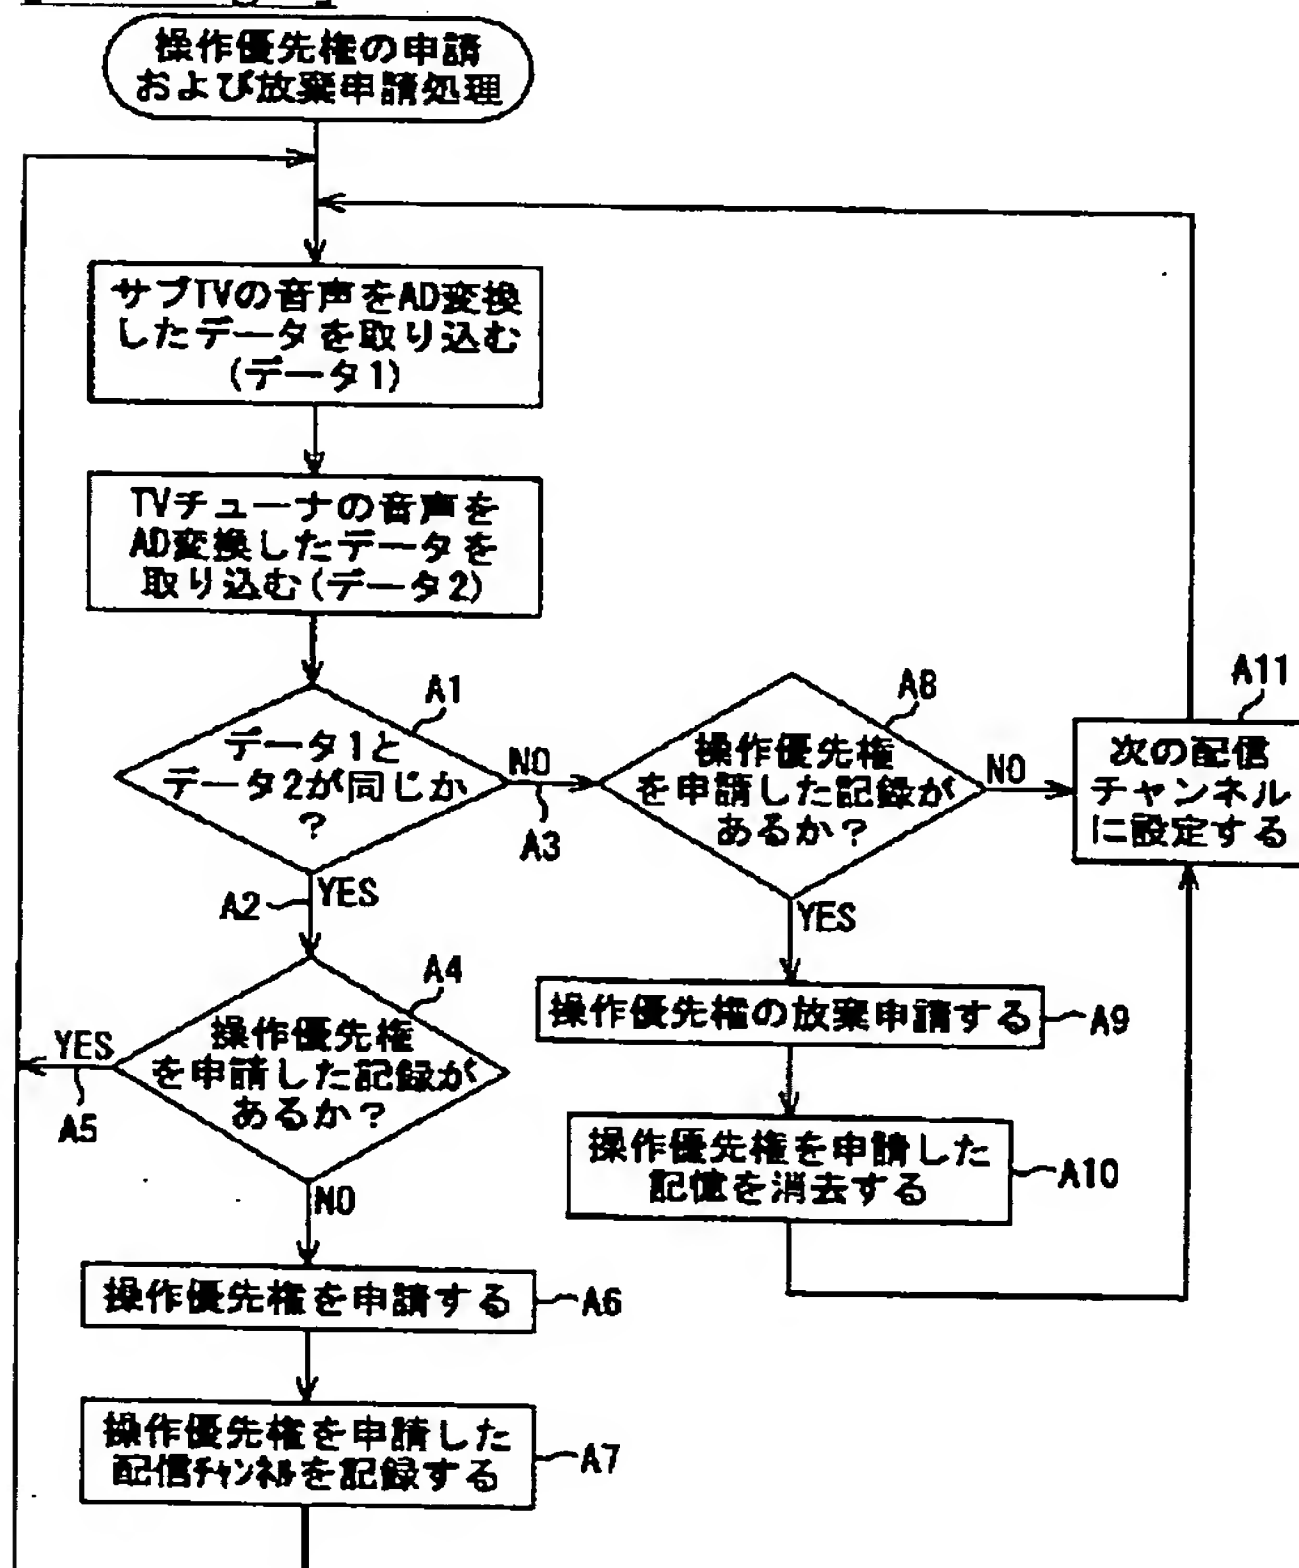 操作優先権の申請
および放棄申請処理
サブTVの音声をAD変換
したデータを取り込む
(データ1)
TVチューナの音声を
AD変換したデータを
取り込む(データ2)
A1
データ1と
データ2が同じか
?
NO
A3
A2
YES
A8
操作優先権
を申請した記録が
あるか?
NO
YES
A11
次の配信
チャンネル
に設定する
A4
操作優先権
を申請した記録が
あるか?
YES
A5
NO
操作優先権の放棄申請する
A9
操作優先権を申請した
記憶を消去する
A10
操作優先権を申請する
A6
操作優先権を申請した
配信チャンネルを記録する
A7